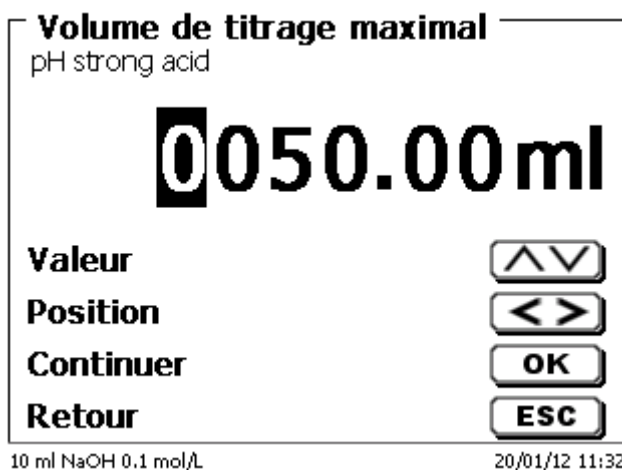 Volume de titrage maximal
pH strong acid
0050.00ml
Valeur
Position
Continuer OK
Retour ESC
10 ml NaOH 0.1 mol/L 20/01/12 11:32